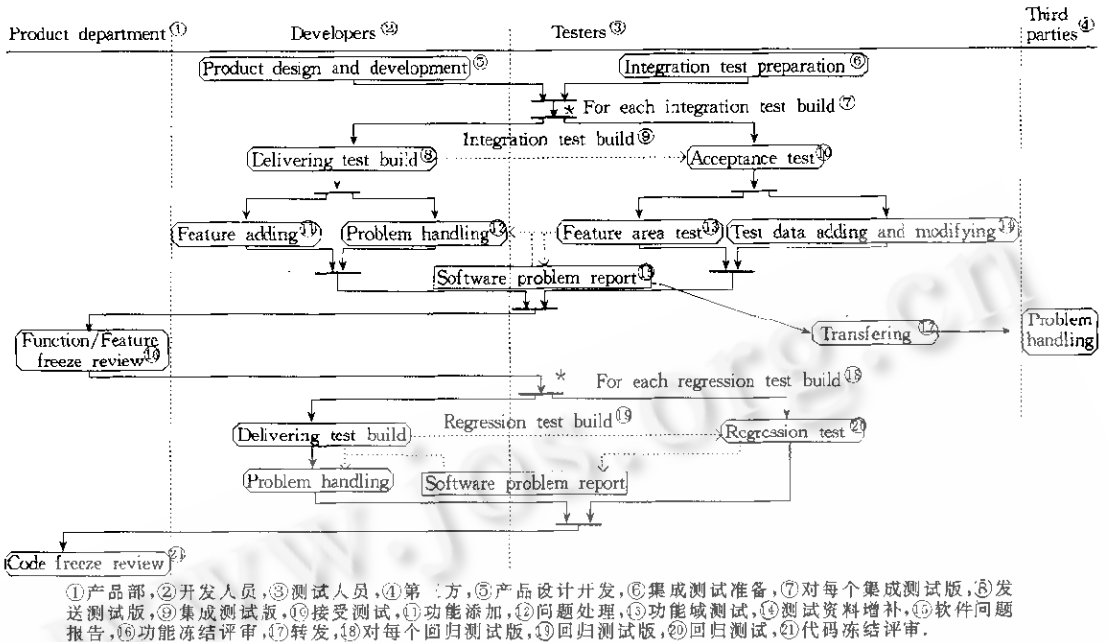 Product department① Developers② Testers③ Third parties④
Product design and development⑤ Integration test preparation⑥
* For each integration test build⑦
Integration test build⑨
Delivering test build⑧ Acceptance test⑩
Feature adding⑪ Problem handling⑫ Feature area test⑬ Test data adding and modifying⑭
Software problem report⑮
Function/Feature freeze review⑯ Transfering⑰ Problem handling
* For each regression test build⑱
Regression test build⑲
Delivering test build Regression test⑳
Problem handling Software problem report
Code freeze review㉑
①产品部,②开发人员,③测试人员,④第 方,⑤产品设计开发,⑥集成测试准备,⑦对每个集成测试版,⑧发
送测试版,⑨集成测试版,⑩接受测试,⑪功能添加,⑫问题处理,⑬功能域测试,⑭测试资料增补,⑮软件问题
报告,⑯功能冻结评审,⑰转发,⑱对每个回归测试版,⑲回归测试版,⑳回归测试,㉑代码冻结评审.
www.jos.org.cn